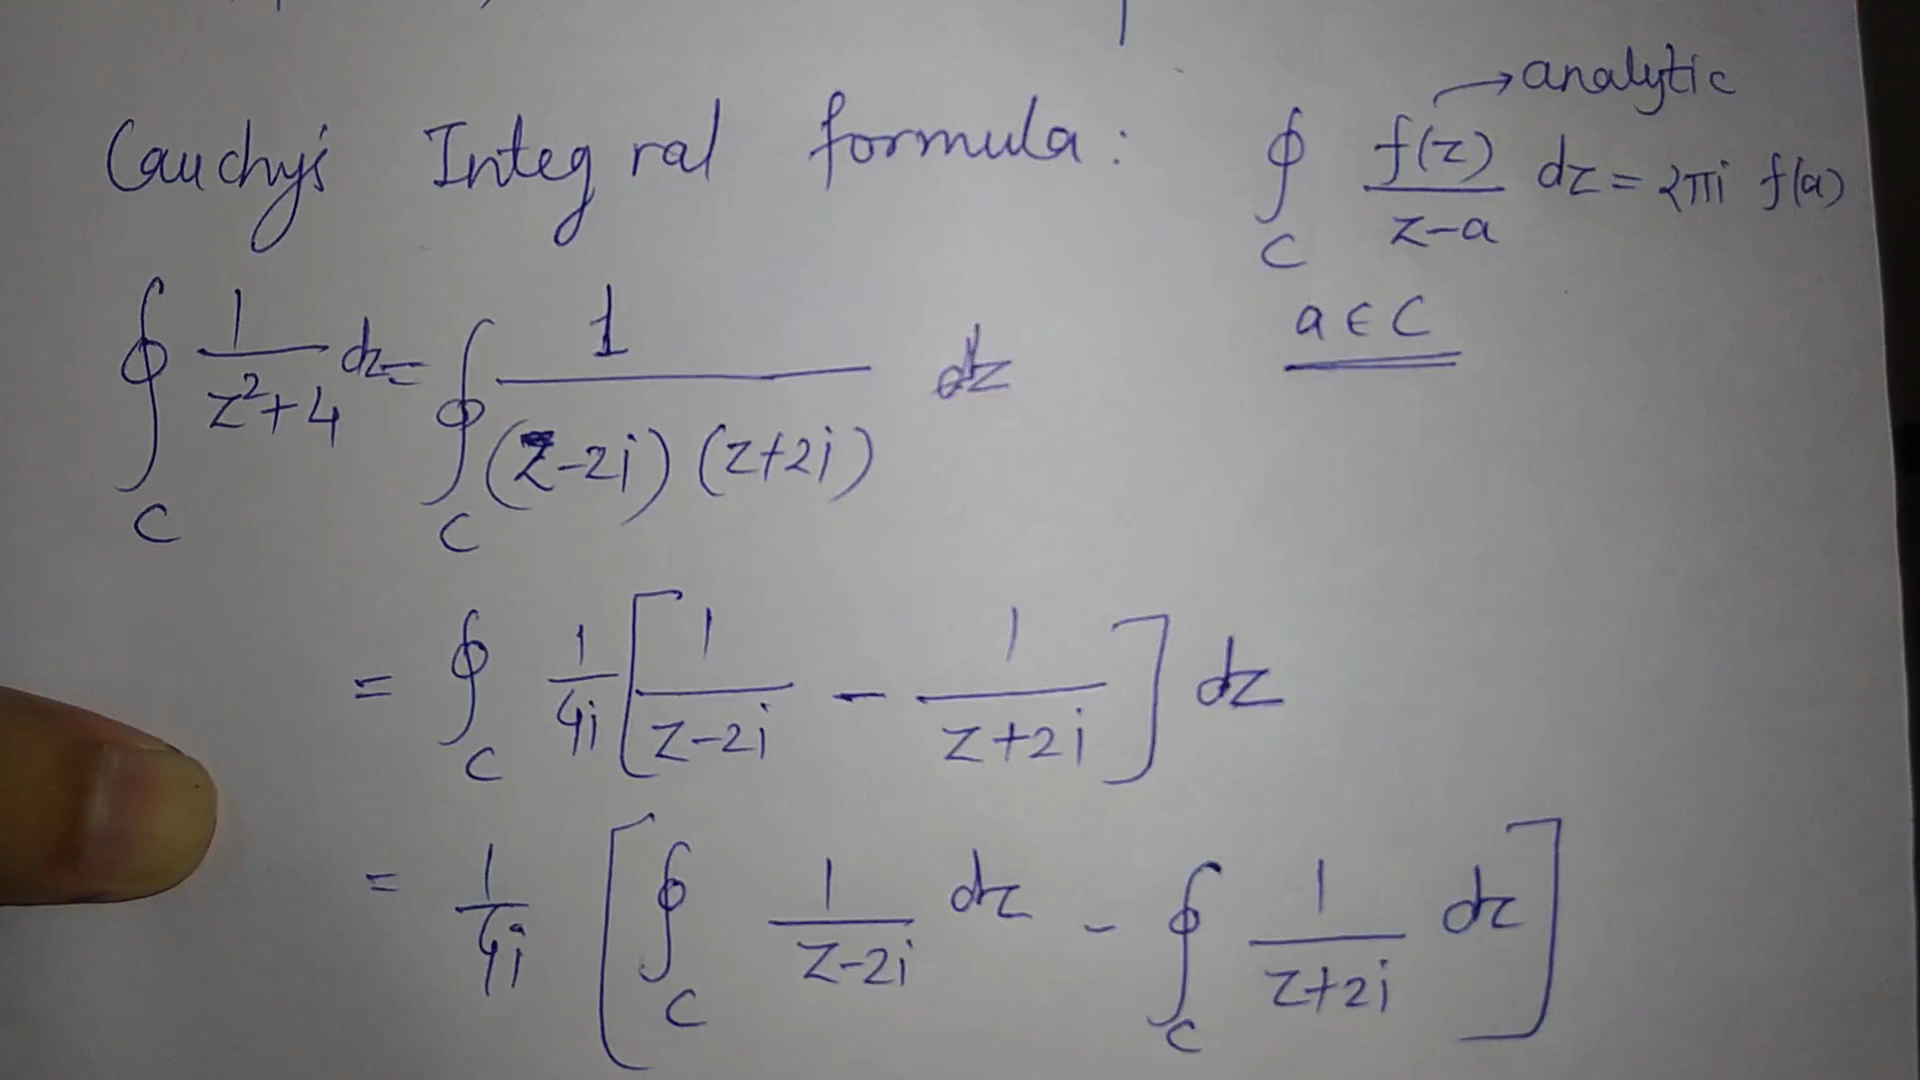 → analytic
Cauchy's Integral formula: ∮_C f(z)/(z-a) dz = 2πi f(a)
a ∈ C
∮_C 1/(z²+4) dz = ∮_C 1/((z-2i)(z+2i)) dz
= ∮_C 1/4i [1/(z-2i) - 1/(z+2i)] dz
= 1/4i [∮_C 1/(z-2i) dz - ∮_C 1/(z+2i) dz]